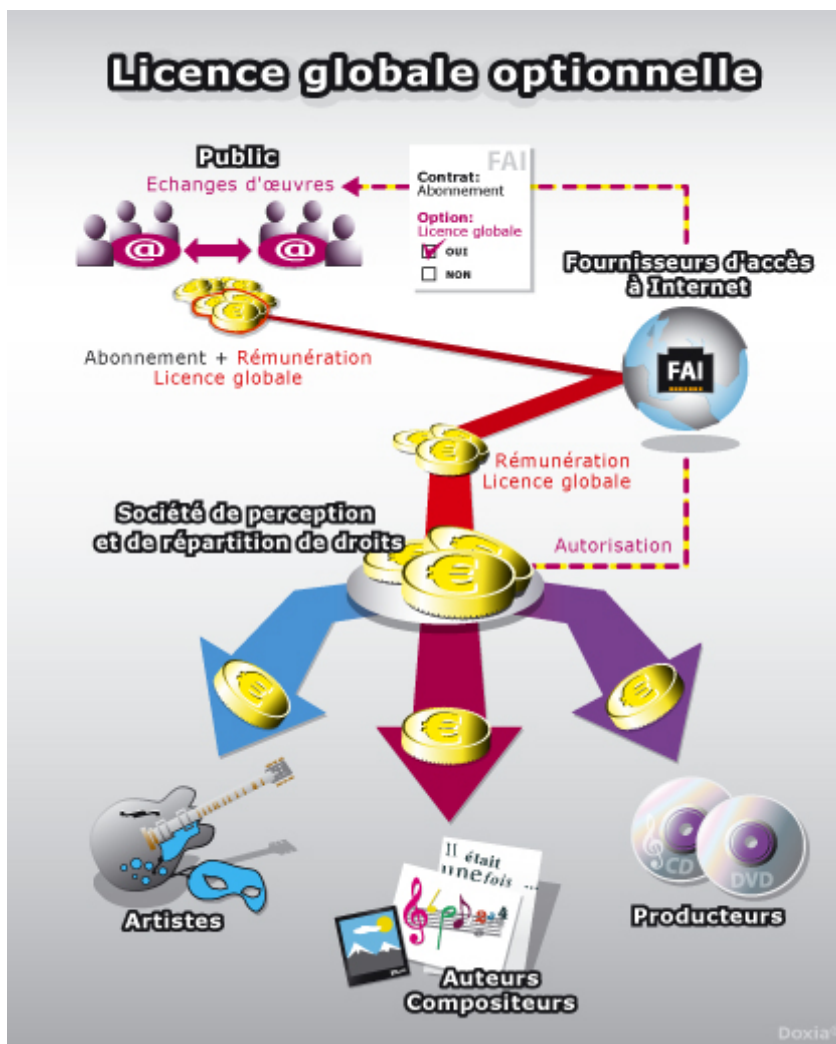 Licence globale optionnelle
Public
Echanges d'œuvres
@
@
FAI
Contrat:
Abonnement
Option:
Licence globale
OUI
NON
Fournisseurs d'accès
à Internet
FAI
Abonnement + Rémunération
Licence globale
Rémunération
Licence globale
Société de perception
et de répartition de droits
Autorisation
Artistes
Il était
une fois ...
Auteurs
Compositeurs
CD
DVD
Producteurs
Doxia